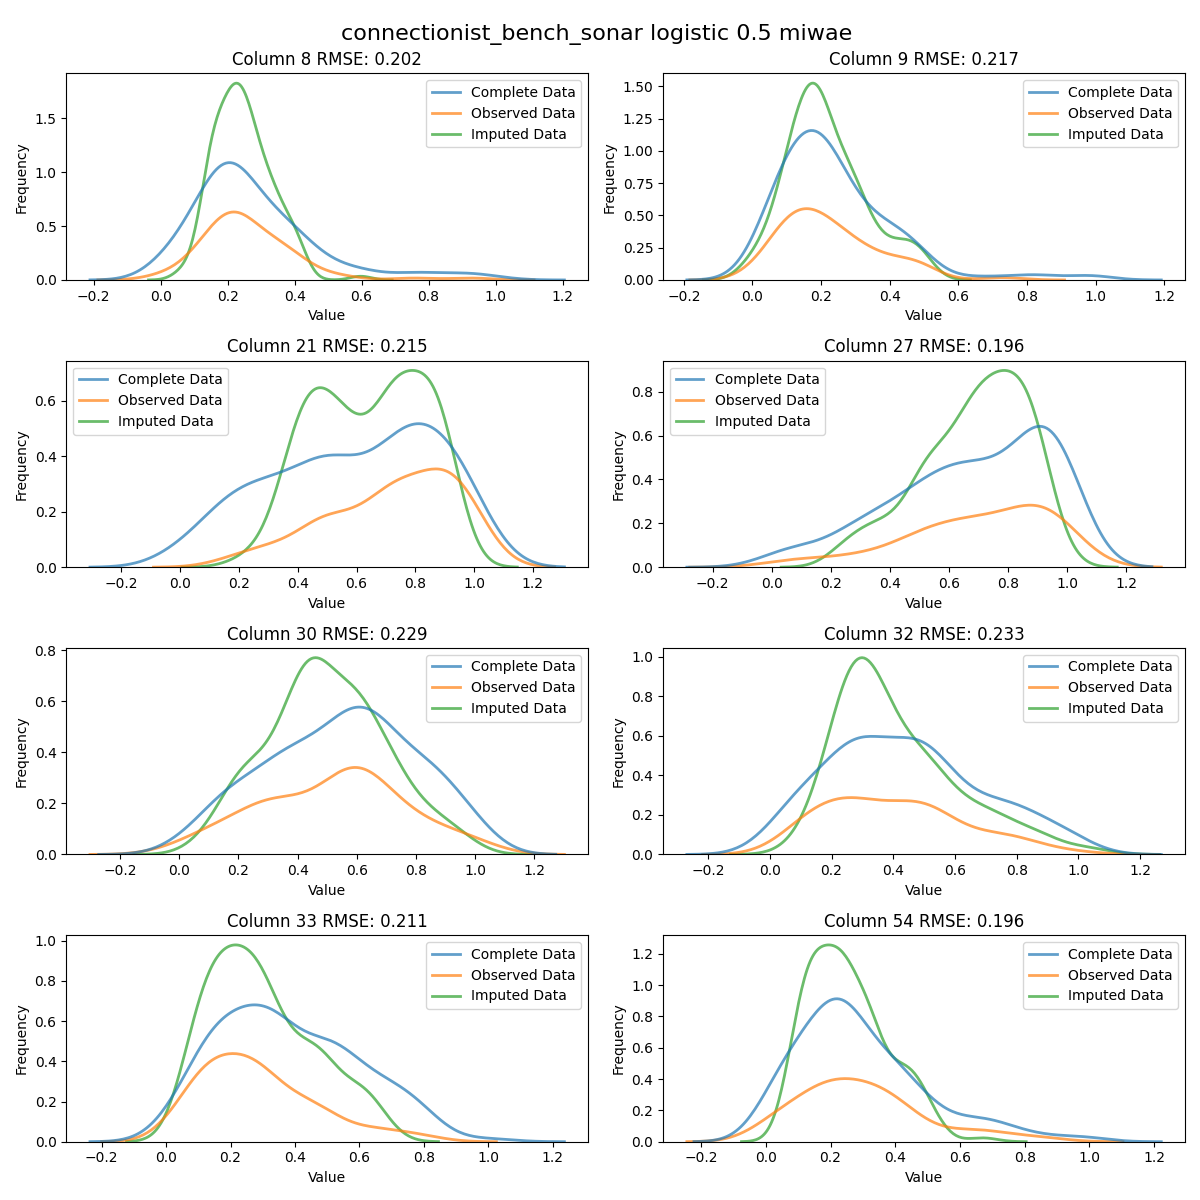 connectionist_bench_sonar logistic 0.5 miwae
Column 8 RMSE: 0.202
Frequency
1.5
1.0
0.5
0.0
Complete Data
Observed Data
Imputed Data
−0.2 0.0 0.2 0.4 0.6 0.8 1.0 1.2
Value
Column 9 RMSE: 0.217
Frequency
1.50
1.25
1.00
0.75
0.50
0.25
0.00
Complete Data
Observed Data
Imputed Data
−0.2 0.0 0.2 0.4 0.6 0.8 1.0 1.2
Value
Column 21 RMSE: 0.215
Frequency
0.6
0.4
0.2
0.0
Complete Data
Observed Data
Imputed Data
−0.2 0.0 0.2 0.4 0.6 0.8 1.0 1.2
Value
Column 27 RMSE: 0.196
Frequency
0.8
0.6
0.4
0.2
0.0
Complete Data
Observed Data
Imputed Data
−0.2 0.0 0.2 0.4 0.6 0.8 1.0 1.2
Value
Column 30 RMSE: 0.229
Frequency
0.8
0.6
0.4
0.2
0.0
Complete Data
Observed Data
Imputed Data
−0.2 0.0 0.2 0.4 0.6 0.8 1.0 1.2
Value
Column 32 RMSE: 0.233
Frequency
1.0
0.8
0.6
0.4
0.2
0.0
Complete Data
Observed Data
Imputed Data
−0.2 0.0 0.2 0.4 0.6 0.8 1.0 1.2
Value
Column 33 RMSE: 0.211
Frequency
1.0
0.8
0.6
0.4
0.2
0.0
Complete Data
Observed Data
Imputed Data
−0.2 0.0 0.2 0.4 0.6 0.8 1.0 1.2
Value
Column 54 RMSE: 0.196
Frequency
1.2
1.0
0.8
0.6
0.4
0.2
0.0
Complete Data
Observed Data
Imputed Data
−0.2 0.0 0.2 0.4 0.6 0.8 1.0 1.2
Value